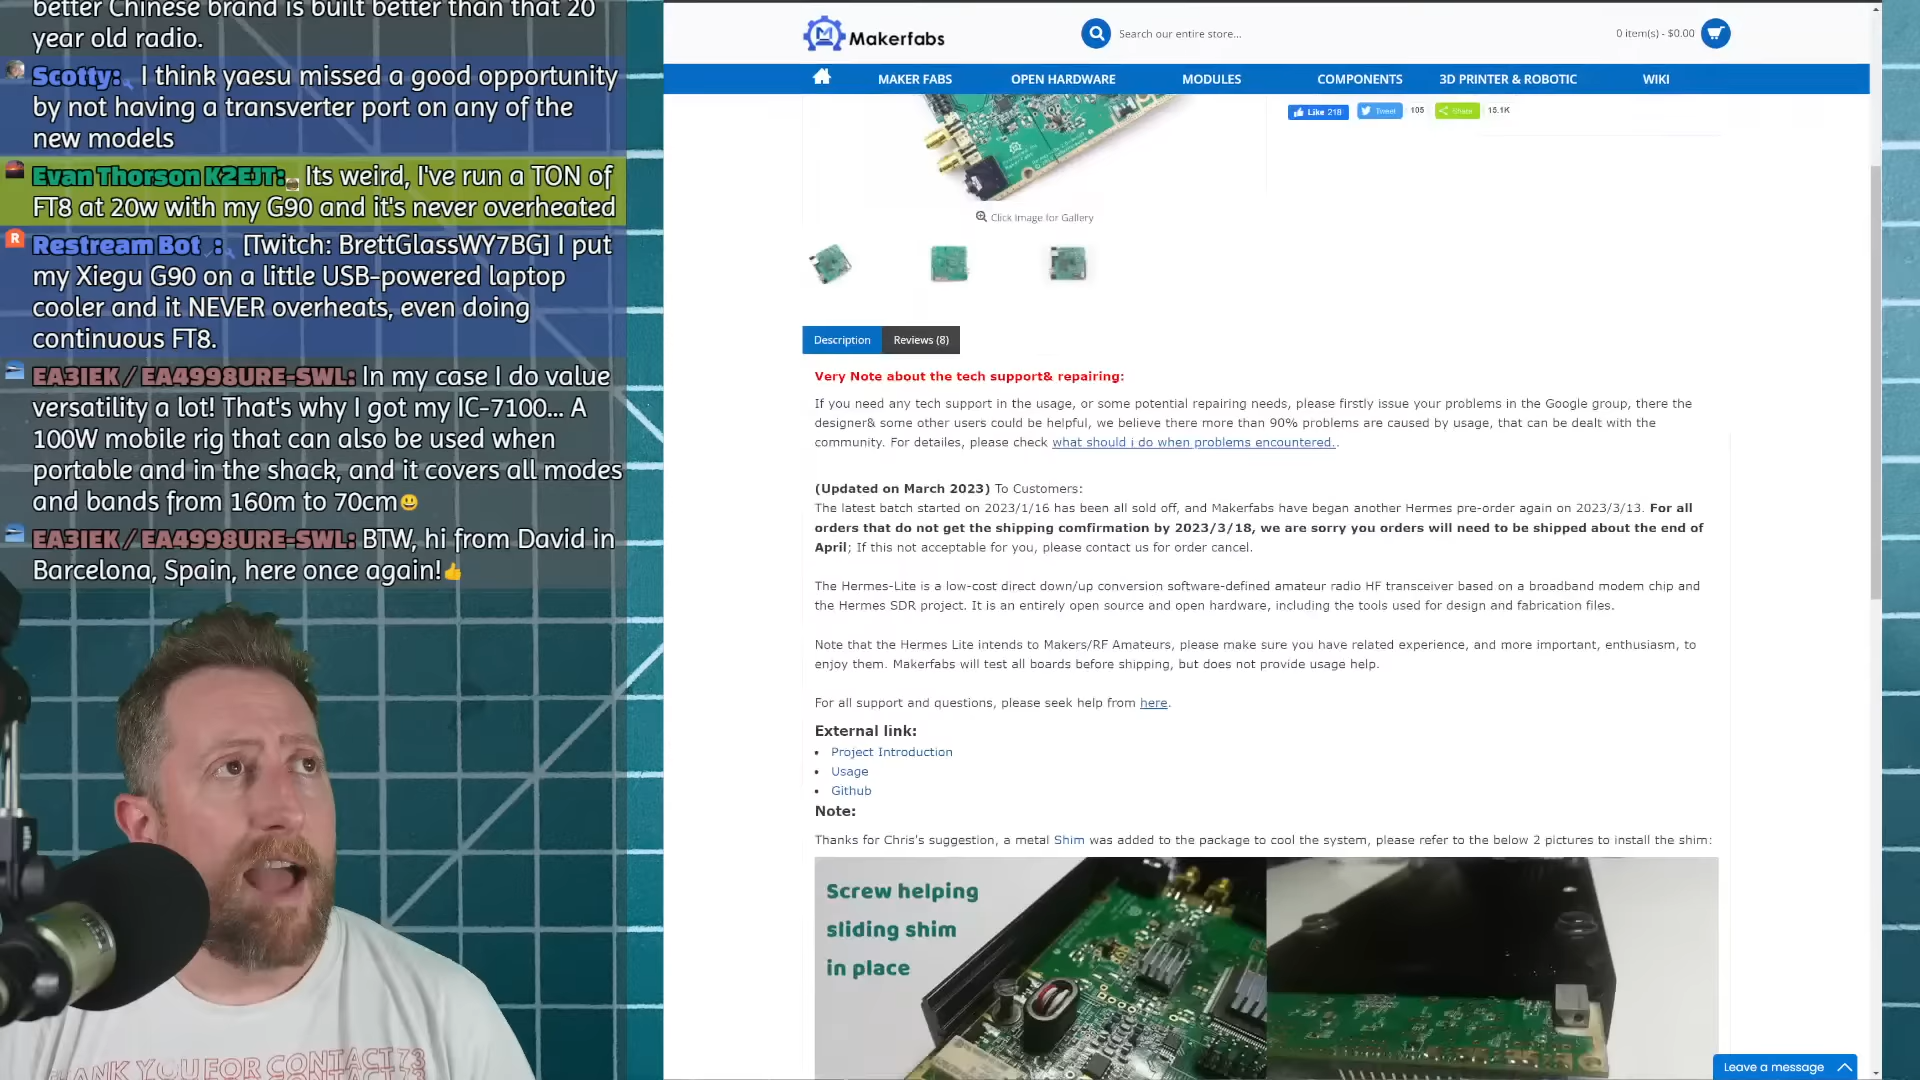 better Chinese brand is built better than that 20
year old radio.
Scotty: I think yaesu missed a good opportunity
by not having a transverter port on any of the
new models
Evan Thorson K2EJT: Its weird, I've run a TON of
FT8 at 20w with my G90 and it's never overheated
Restream Bot : [Twitch: BrettGlassWY7BG] I put
my Xiegu G90 on a little USB-powered laptop
cooler and it NEVER overheats, even doing
continuous FT8.
EA3IEK / EA4998URE-SWL: In my case I do value
versatility a lot! That's why I got my IC-7100... A
100W mobile rig that can also be used when
portable and in the shack, and it covers all modes
and bands from 160m to 70cm😃
EA3IEK / EA4998URE-SWL: BTW, hi from David in
Barcelona, Spain, here once again!👍
THANK YOU FOR CONTACT 73
Makerfabs
Search our entire store...
0 item(s) - $0.00
MAKER FABS OPEN HARDWARE MODULES COMPONENTS 3D PRINTER & ROBOTIC WIKI
Like 218 Tweet 105 Share 15.1K
Click Image for Gallery
Description Reviews (8)
Very Note about the tech support& repairing:
If you need any tech support in the usage, or some potential repairing needs, please firstly issue your problems in the Google group, there the
designer& some other users could be helpful, we believe there more than 90% problems are caused by usage, that can be dealt with the
community. For detailes, please check what should i do when problems encountered..
(Updated on March 2023) To Customers:
The latest batch started on 2023/1/16 has been all sold off, and Makerfabs have began another Hermes pre-order again on 2023/3/13. For all
orders that do not get the shipping comfirmation by 2023/3/18, we are sorry you orders will need to be shipped about the end of
April; If this not acceptable for you, please contact us for order cancel.
The Hermes-Lite is a low-cost direct down/up conversion software-defined amateur radio HF transceiver based on a broadband modem chip and
the Hermes SDR project. It is an entirely open source and open hardware, including the tools used for design and fabrication files.
Note that the Hermes Lite intends to Makers/RF Amateurs, please make sure you have related experience, and more important, enthusiasm, to
enjoy them. Makerfabs will test all boards before shipping, but does not provide usage help.
For all support and questions, please seek help from here.
External link:
• Project Introduction
• Usage
• Github
Note:
Thanks for Chris's suggestion, a metal Shim was added to the package to cool the system, please refer to the below 2 pictures to install the shim:
Screw helping
sliding shim
in place
Leave a message